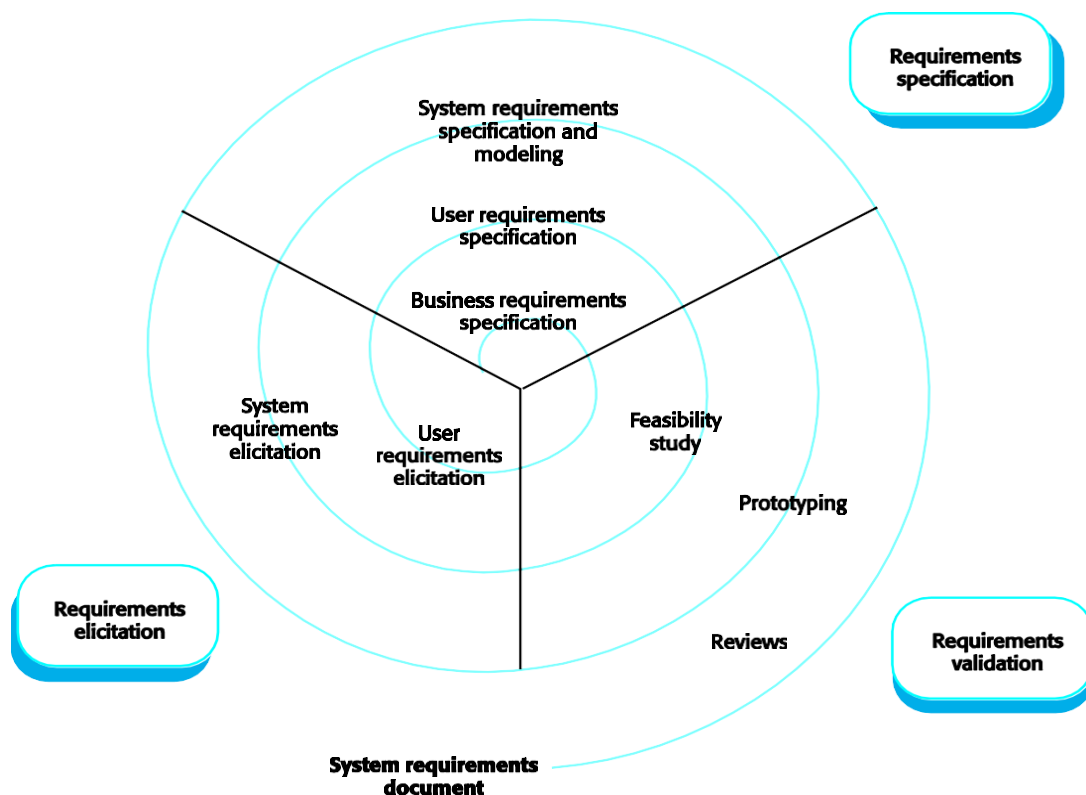 Requirements
specification
System requirements
specification and
modeling
User requirements
specification
Business requirements
specification
System
requirements
elicitation
User
requirements
elicitation
Feasibility
study
Prototyping
Reviews
Requirements
elicitation
Requirements
validation
System requirements
document